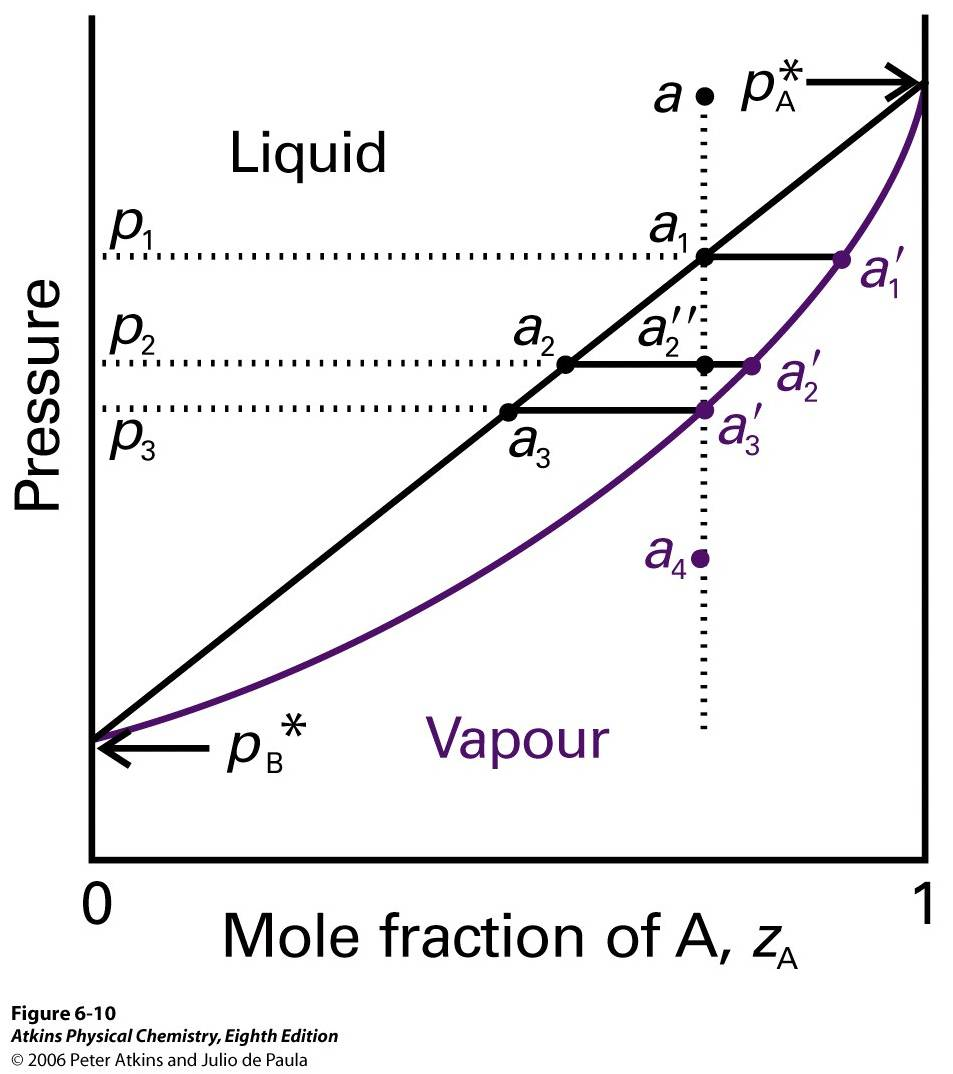 a
p*A
Liquid
p1
a1
a′1
p2
a2
a″2
a′2
p3
a3
a′3
Pressure
a4
pB*
Vapour
0
1
Mole fraction of A, zA
Figure 6-10
Atkins Physical Chemistry, Eighth Edition
© 2006 Peter Atkins and Julio de Paula